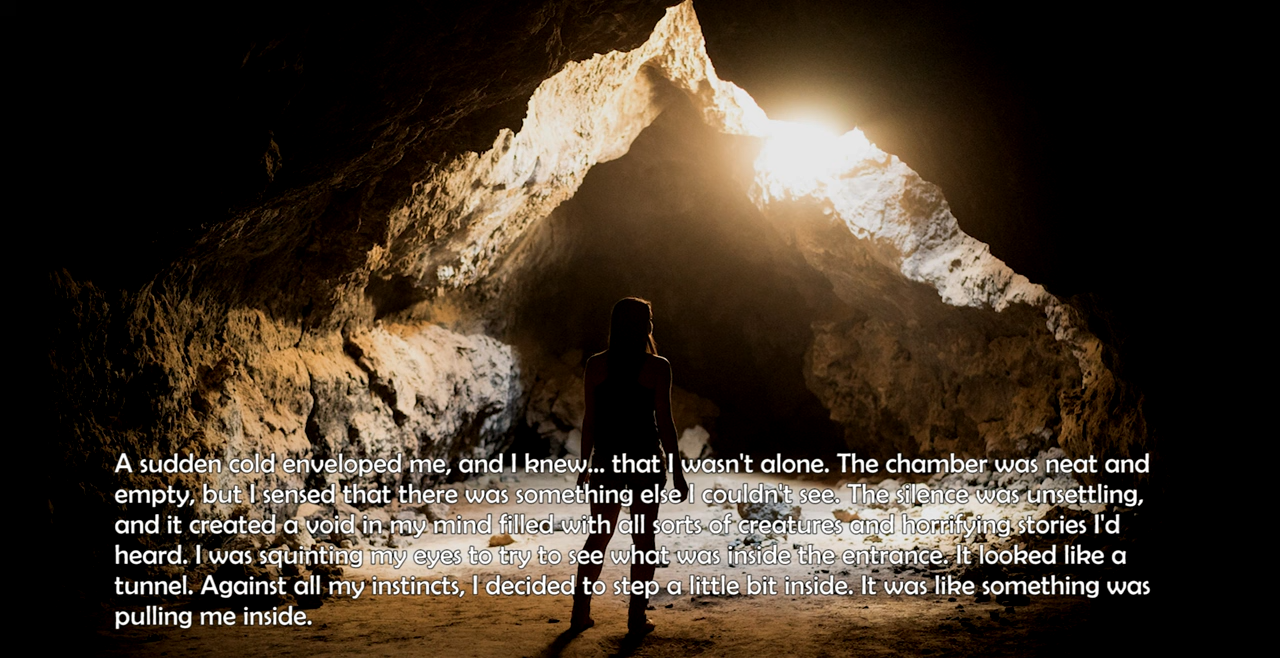 A sudden cold enveloped me, and I knew... that I wasn't alone. The chamber was neat and
empty, but I sensed that there was something else I couldn't see. The silence was unsettling,
and it created a void in my mind filled with all sorts of creatures and horrifying stories I'd
heard. I was squinting my eyes to try to see what was inside the entrance. It looked like a
tunnel. Against all my instincts, I decided to step a little bit inside. It was like something was
pulling me inside.